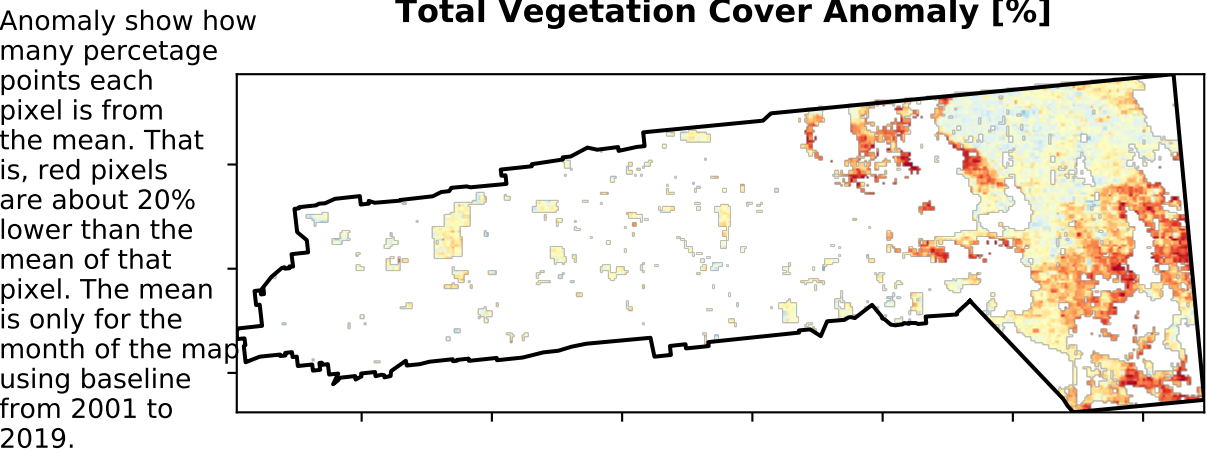 Total Vegetation Cover Anomaly [%]
Anomaly show how
many percetage
points each
pixel is from
the mean. That
is, red pixels
are about 20%
lower than the
mean of that
pixel. The mean
is only for the
month of the map
using baseline
from 2001 to
2019.